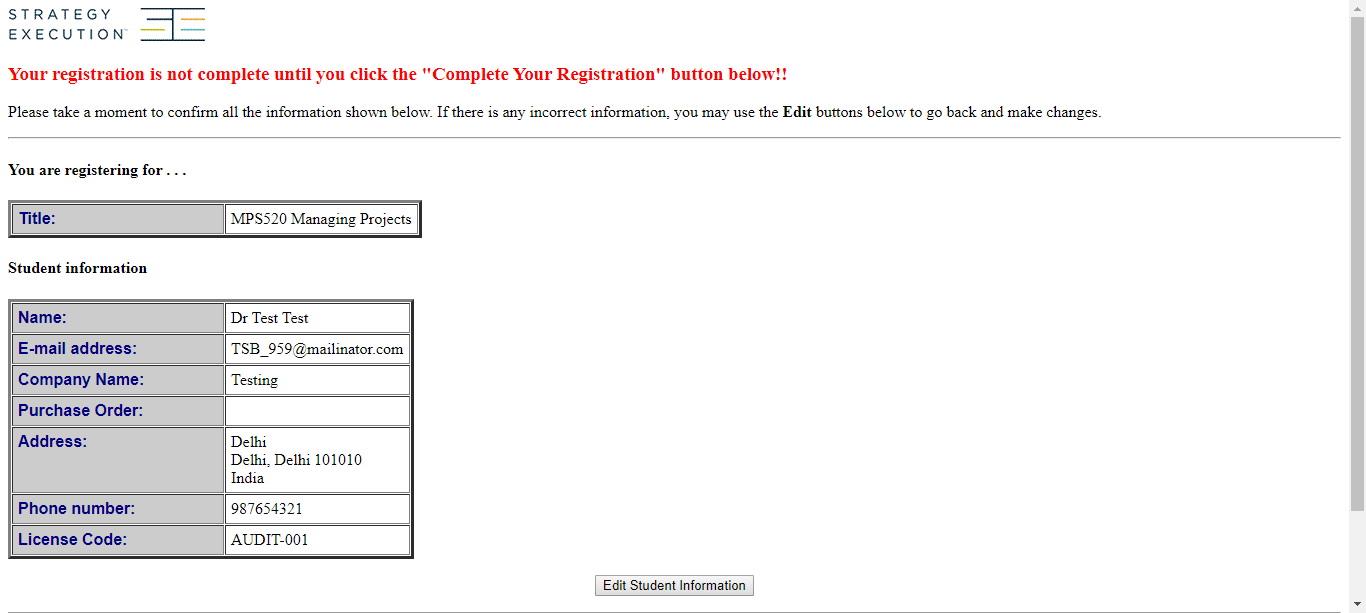 STRATEGY
EXECUTION™
Your registration is not complete until you click the "Complete Your Registration" button below!!
Please take a moment to confirm all the information shown below. If there is any incorrect information, you may use the Edit buttons below to go back and make changes.
You are registering for . . .
Title: MPS520 Managing Projects
Student information
Name: Dr Test Test
E-mail address: TSB_959@mailinator.com
Company Name: Testing
Purchase Order:
Address: Delhi
Delhi, Delhi 101010
India
Phone number: 987654321
License Code: AUDIT-001
Edit Student Information